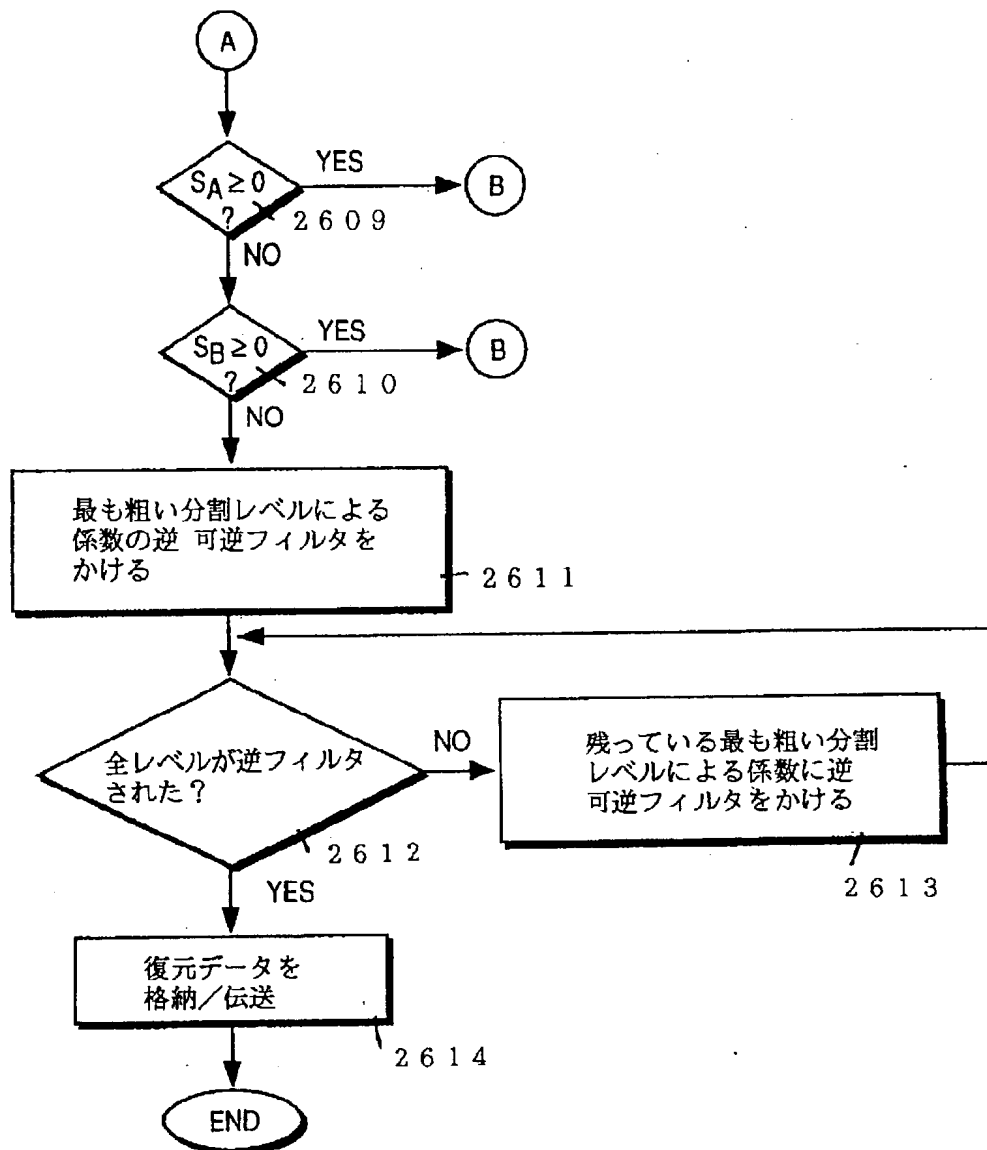 A
S_A ≥ 0
?
YES
B
2609
NO
S_B ≥ 0
?
YES
B
2610
NO
最も粗い分割レベルによる
係数の逆 可逆フィルタを
かける
2611
全レベルが逆フィルタ
された?
NO
2612
YES
残っている最も粗い分割
レベルによる係数に逆
可逆フィルタをかける
2613
復元データを
格納/伝送
2614
END